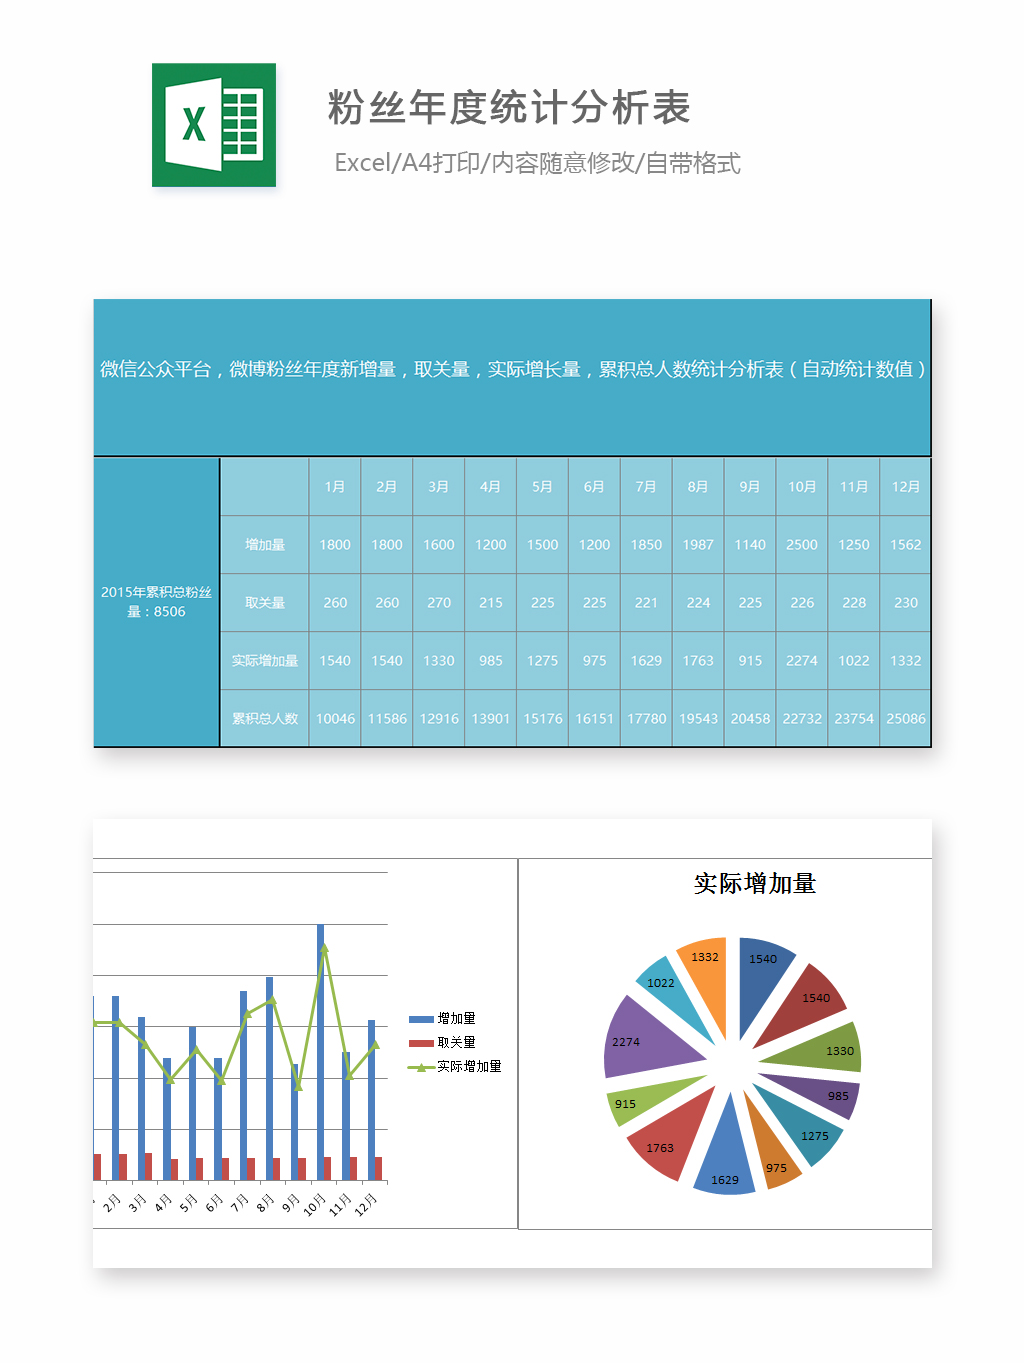 粉丝年度统计分析表
Excel/A4打印/内容随意修改/自带格式
X
微信公众平台，微博粉丝年度新增量，取关量，实际增长量，累积总人数统计分析表（自动统计数值）
1月 2月 3月 4月 5月 6月 7月 8月 9月 10月 11月 12月
增加量 1800 1800 1600 1200 1500 1200 1850 1987 1140 2500 1250 1562
2015年累积总粉丝
量：8506
取关量 260 260 270 215 225 225 221 224 225 226 228 230
实际增加量 1540 1540 1330 985 1275 975 1629 1763 915 2274 1022 1332
累积总人数 10046 11586 12916 13901 15176 16151 17780 19543 20458 22732 23754 25086
增加量
取关量
实际增加量
2月 3月 4月 5月 6月 7月 8月 9月 10月 11月 12月
实际增加量
1540
1540
1330
985
1275
975
1629
1763
915
2274
1022
1332